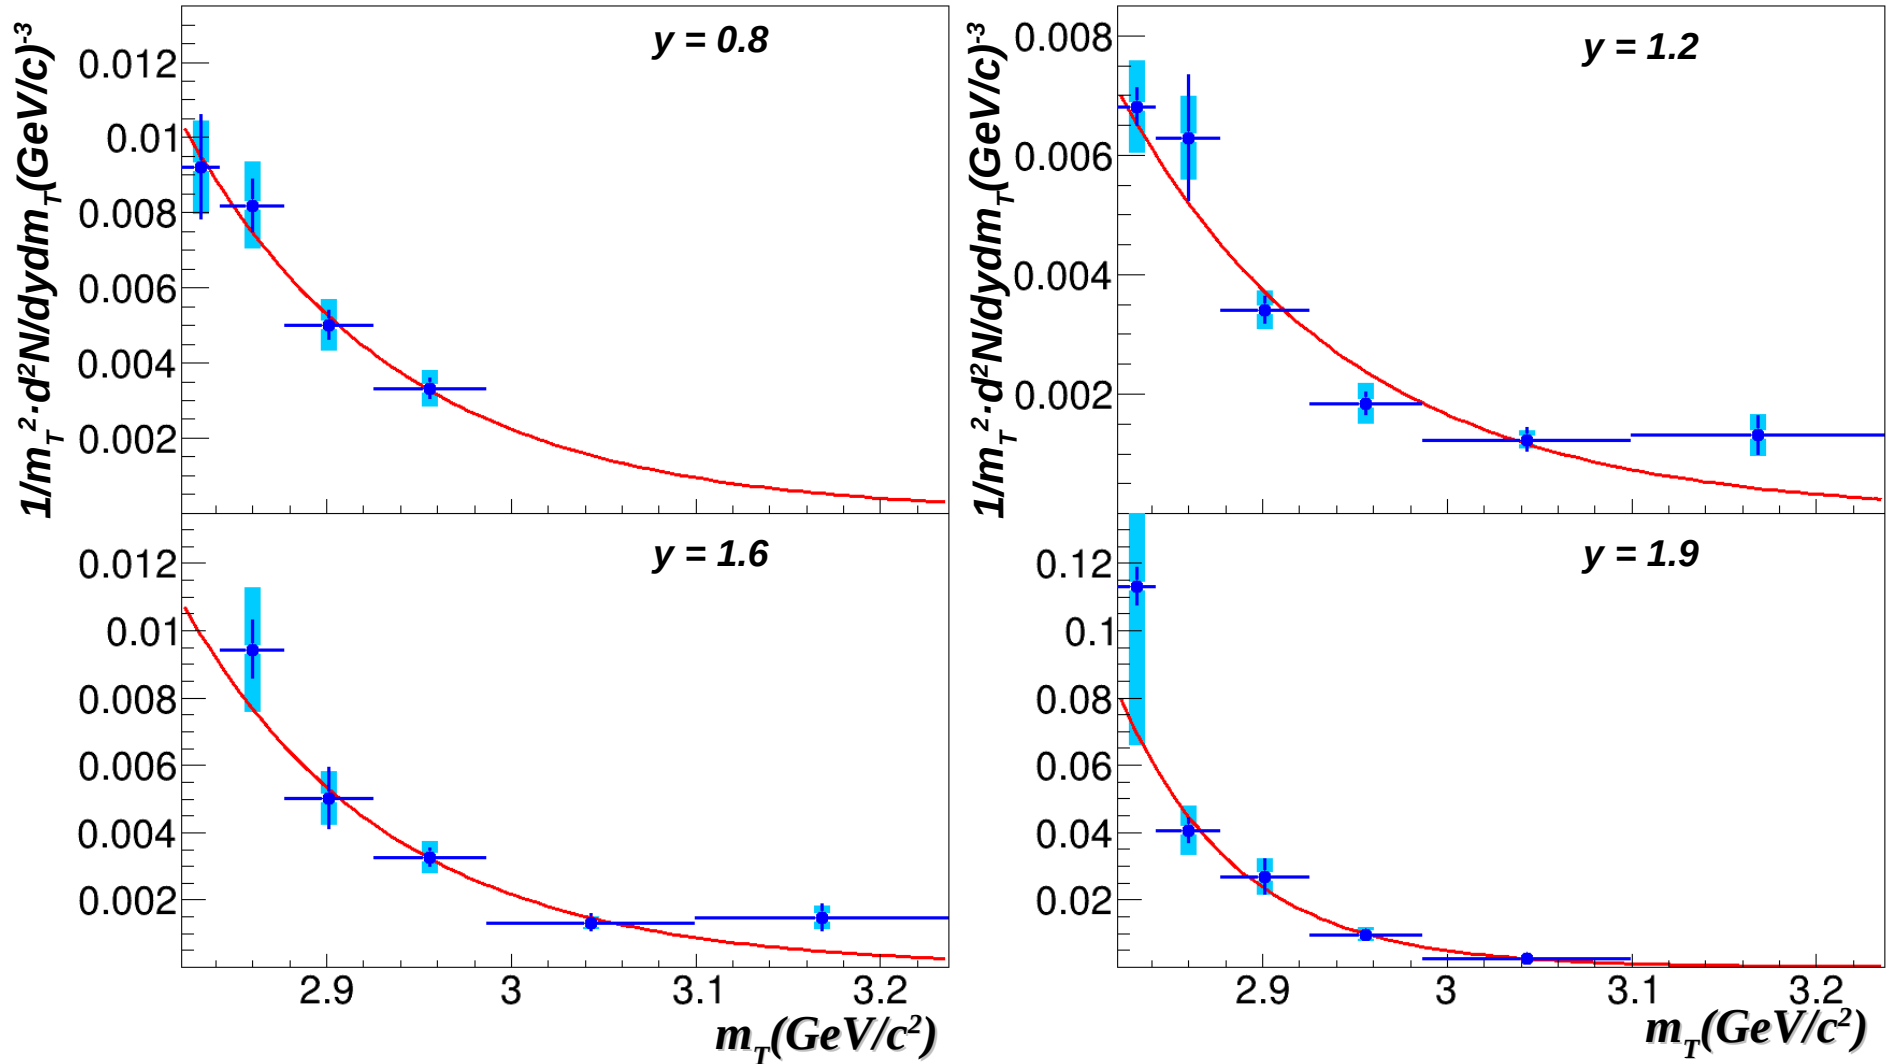 y = 0.8
1/m_T^2·d^2N/dydm_T(GeV/c)^-3
0.012
0.01
0.008
0.006
0.004
0.002
y = 1.2
1/m_T^2·d^2N/dydm_T(GeV/c)^-3
0.008
0.006
0.004
0.002
y = 1.6
0.012
0.01
0.008
0.006
0.004
0.002
2.9 3 3.1 3.2
m_T(GeV/c^2)
y = 1.9
0.12
0.1
0.08
0.06
0.04
0.02
2.9 3 3.1 3.2
m_T(GeV/c^2)